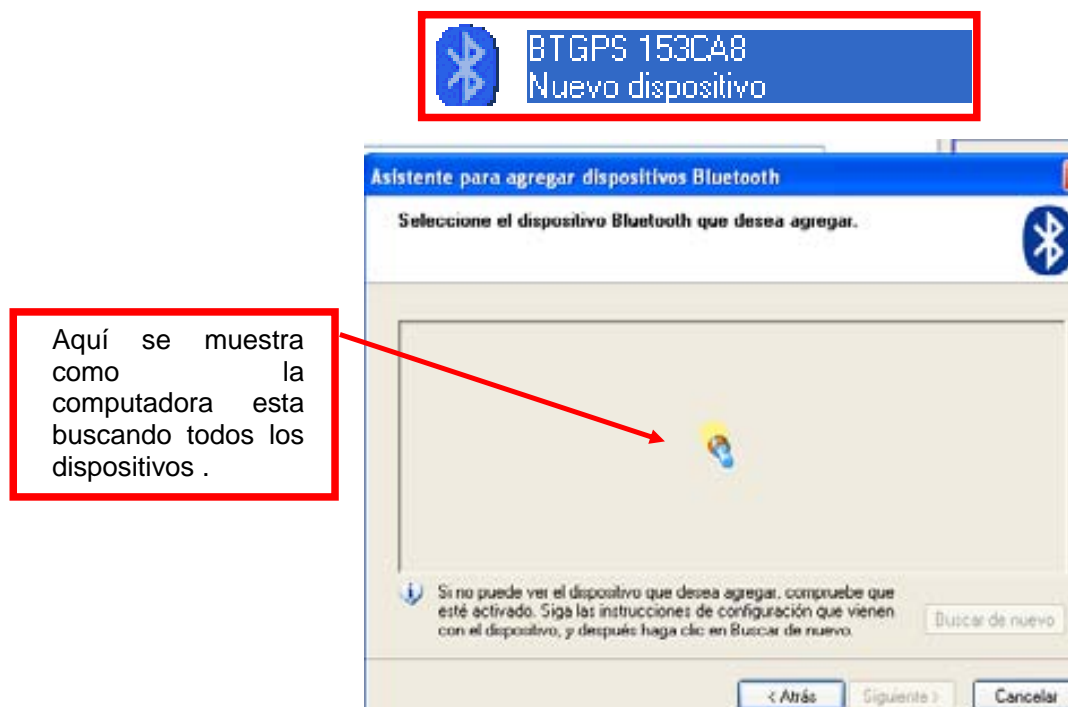 BTGPS 153CA8
Nuevo dispositivo
Asistente para agregar dispositivos Bluetooth
Seleccione el dispositivo Bluetooth que desea agregar.
Aquí se muestra
como la
computadora esta
buscando todos los
dispositivos .
Si no puede ver el dispositivo que desea agregar, compruebe que
esté activado. Siga las instrucciones de configuración que vienen
con el dispositivo, y después haga clic en Buscar de nuevo.
Buscar de nuevo
< Atrás Siguiente > Cancelar